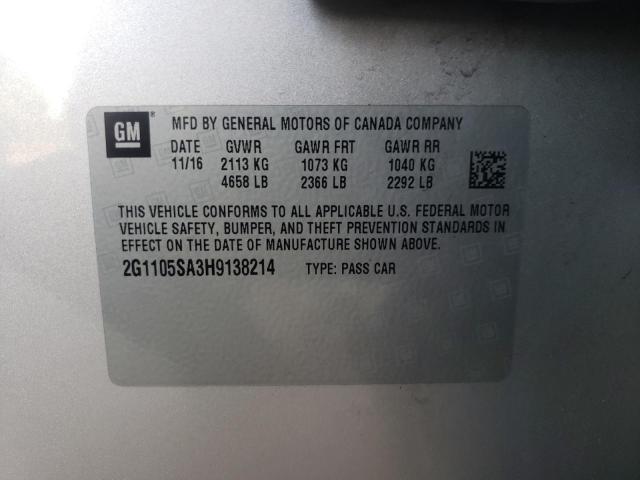 GM ® MFD BY GENERAL MOTORS OF CANADA COMPANY
DATE GVWR GAWR FRT GAWR RR
11/16 2113 KG 1073 KG 1040 KG
4658 LB 2366 LB 2292 LB
THIS VEHICLE CONFORMS TO ALL APPLICABLE U.S. FEDERAL MOTOR
VEHICLE SAFETY, BUMPER, AND THEFT PREVENTION STANDARDS IN
EFFECT ON THE DATE OF MANUFACTURE SHOWN ABOVE.
2G1105SA3H9138214 TYPE: PASS CAR